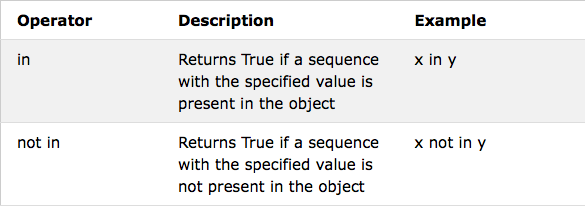 Operator Description Example
in Returns True if a sequence x in y
with the specified value is
present in the object
not in Returns True if a sequence x not in y
with the specified value is
not present in the object